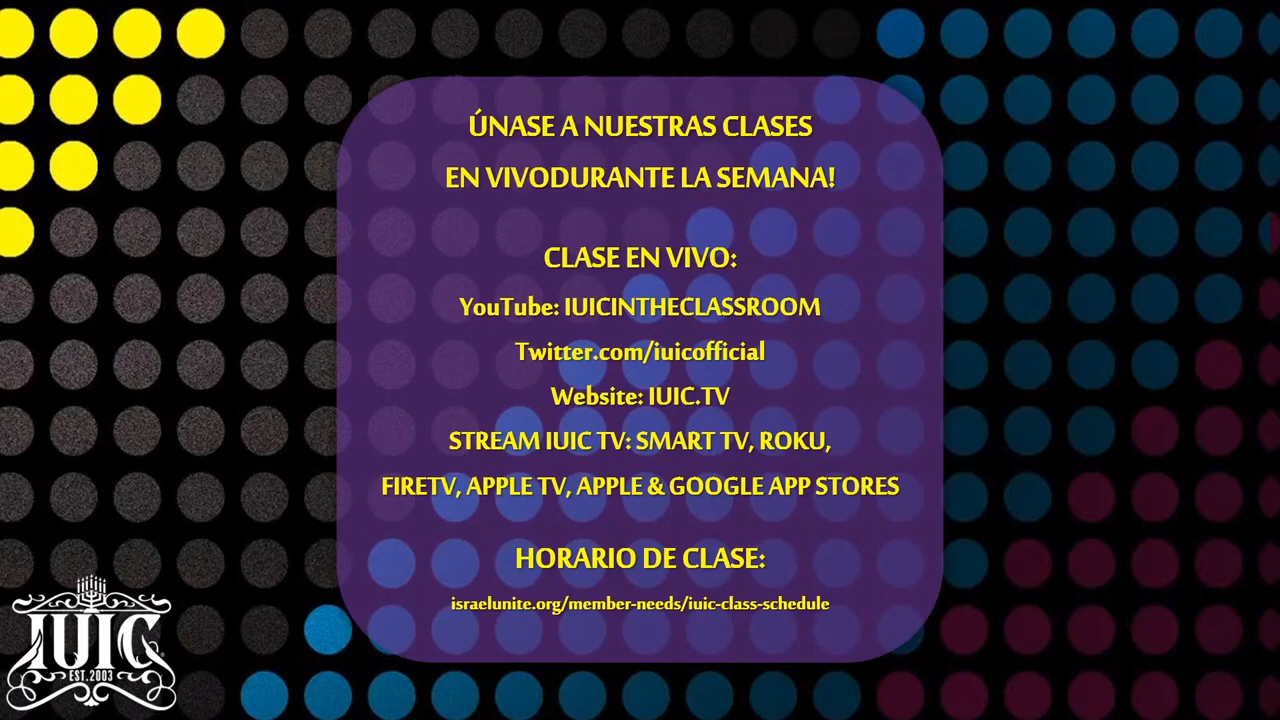 ÚNASE A NUESTRAS CLASES
EN VIVODURANTE LA SEMANA!
CLASE EN VIVO:
YouTube: IUICINTHECLASSROOM
Twitter.com/iuicofficial
Website: IUIC.TV
STREAM IUIC TV: SMART TV, ROKU,
FIRETV, APPLE TV, APPLE & GOOGLE APP STORES
HORARIO DE CLASE:
israelunite.org/member-needs/iuic-class-schedule
IUIC
EST. 2003